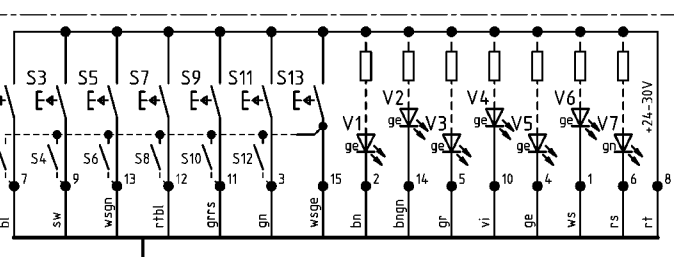 S3 S5 S7 S9 S11 S13
+24-30V
V1 V2 V3 V4 V5 V6 V7
ge ge ge ge ge ge gn
S4 S6 S8 S10 S12
7 9 13 12 11 3 15 2 14 5 10 4 1 6 8
bl sw wsgn rtbl grrs gn wsge bn bngn gr vi ge ws rs rt